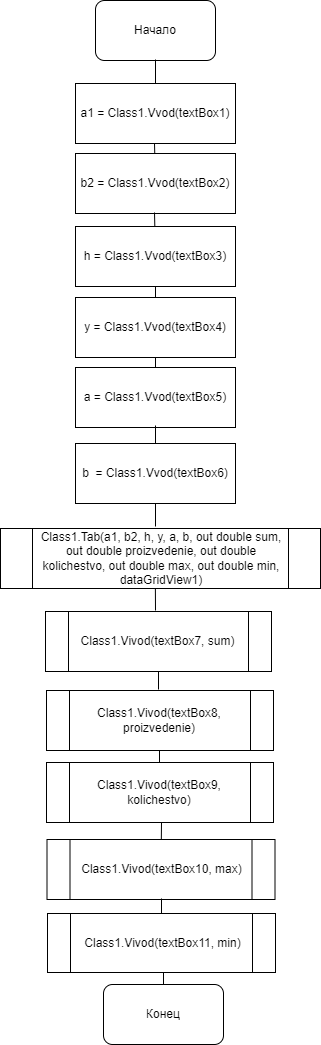 Начало
a1 = Class1.Vvod(textBox1)
b2 = Class1.Vvod(textBox2)
h = Class1.Vvod(textBox3)
y = Class1.Vvod(textBox4)
a = Class1.Vvod(textBox5)
b = Class1.Vvod(textBox6)
Class1.Tab(a1, b2, h, y, a, b, out double sum,
out double proizvedenie, out double
kolichestvo, out double max, out double min,
dataGridView1)
Class1.Vivod(textBox7, sum)
Class1.Vivod(textBox8,
proizvedenie)
Class1.Vivod(textBox9,
kolichestvo)
Class1.Vivod(textBox10, max)
Class1.Vivod(textBox11, min)
Конец